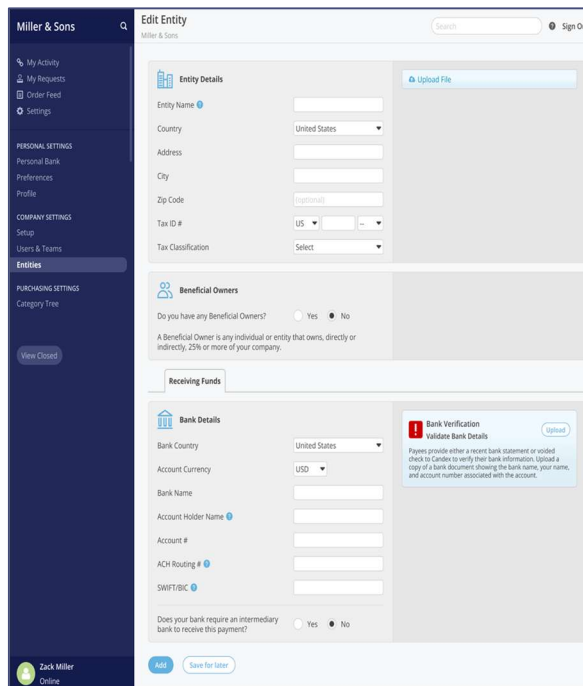 Miller & Sons
My Activity
My Requests
Order Feed
Settings
PERSONAL SETTINGS
Personal Bank
Preferences
Profile
COMPANY SETTINGS
Setup
Users & Teams
Entities
PURCHASING SETTINGS
Category Tree
View Closed
Zack Miller
Online
Edit Entity
Miller & Sons
Search
? Sign Ou
Entity Details
Upload File
Entity Name ?
Country United States
Address
City
Zip Code (optional)
Tax ID # US --
Tax Classification Select
Beneficial Owners
Do you have any Beneficial Owners? Yes No
A Beneficial Owner is any individual or entity that owns, directly or
indirectly, 25% or more of your company.
Receiving Funds
Bank Details
Bank Country United States
Account Currency USD
Bank Name
Account Holder Name ?
Account #
ACH Routing # ?
SWIFT/BIC ?
Does your bank require an intermediary
bank to receive this payment? Yes No
! Bank Verification
Validate Bank Details
Upload
Payees provide either a recent bank statement or voided
check to Candex to verify their bank information. Upload a
copy of a bank document showing the bank name, your name,
and account number associated with the account.
Add Save for later